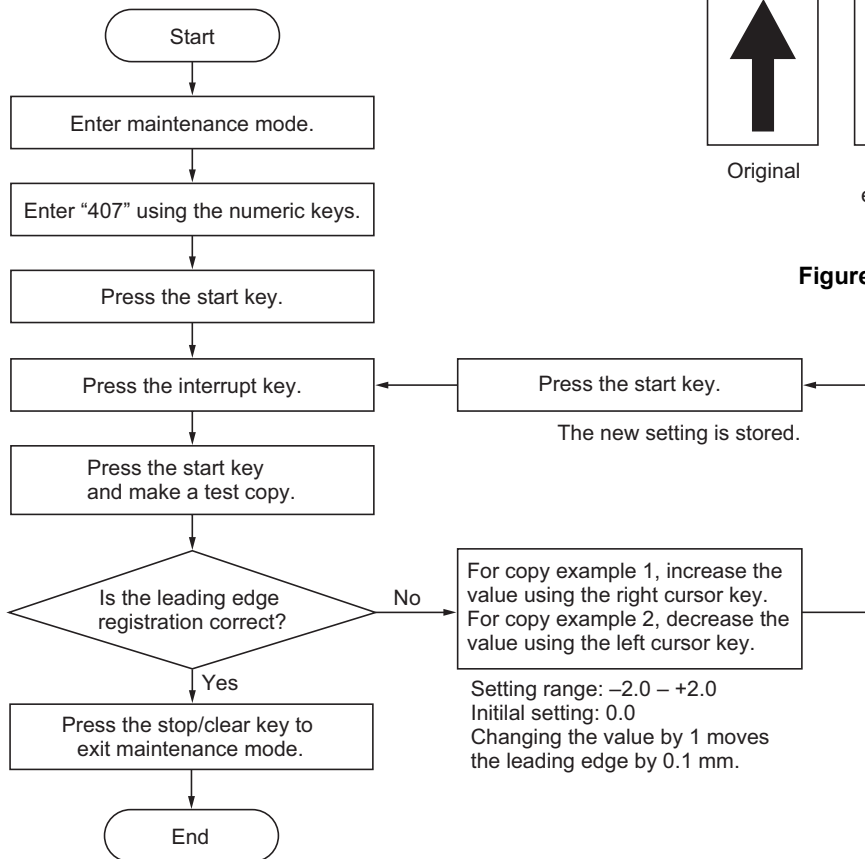 Start
Enter maintenance mode.
Enter “407” using the numeric keys.
Press the start key.
Press the interrupt key.
Press the start key
and make a test copy.
Is the leading edge
registration correct?
No
Yes
Press the stop/clear key to
exit maintenance mode.
End
Original
e
Figure
Press the start key.
The new setting is stored.
For copy example 1, increase the
value using the right cursor key.
For copy example 2, decrease the
value using the left cursor key.
Setting range: –2.0 – +2.0
Initilal setting: 0.0
Changing the value by 1 moves
the leading edge by 0.1 mm.